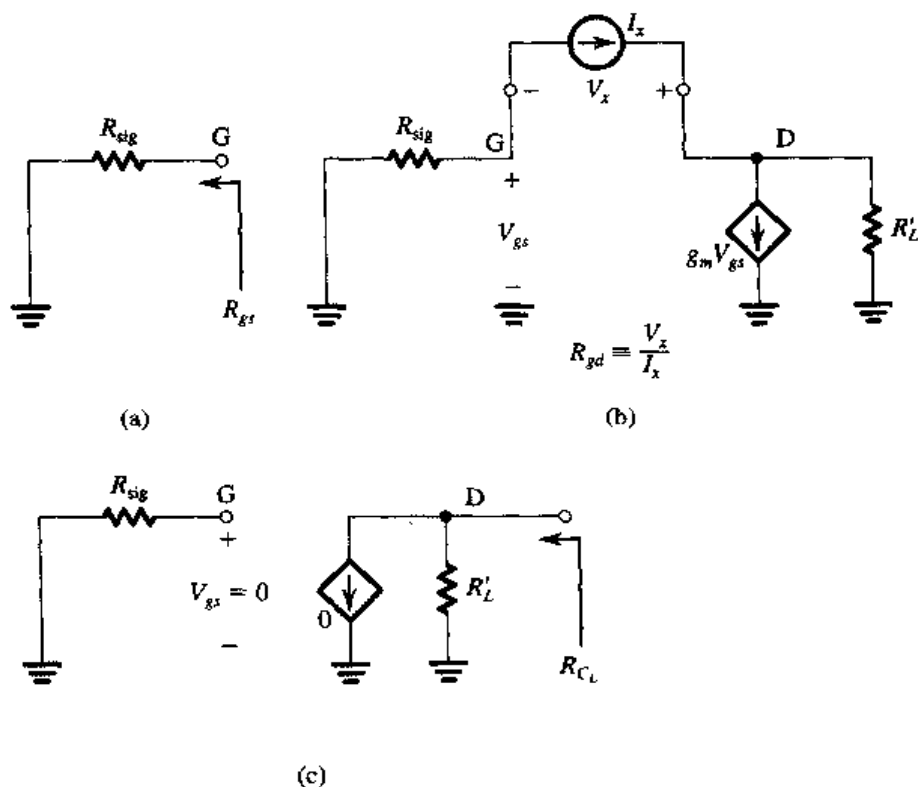 R_sig
G
R_gs
(a)
I_x
V_x
−
+
R_sig
G
+
V_gs
−
D
g_m V_gs
R'_L
R_gd ≡ V_x / I_x
(b)
R_sig
G
+
V_gs = 0
−
D
0
R'_L
R_C_L
(c)